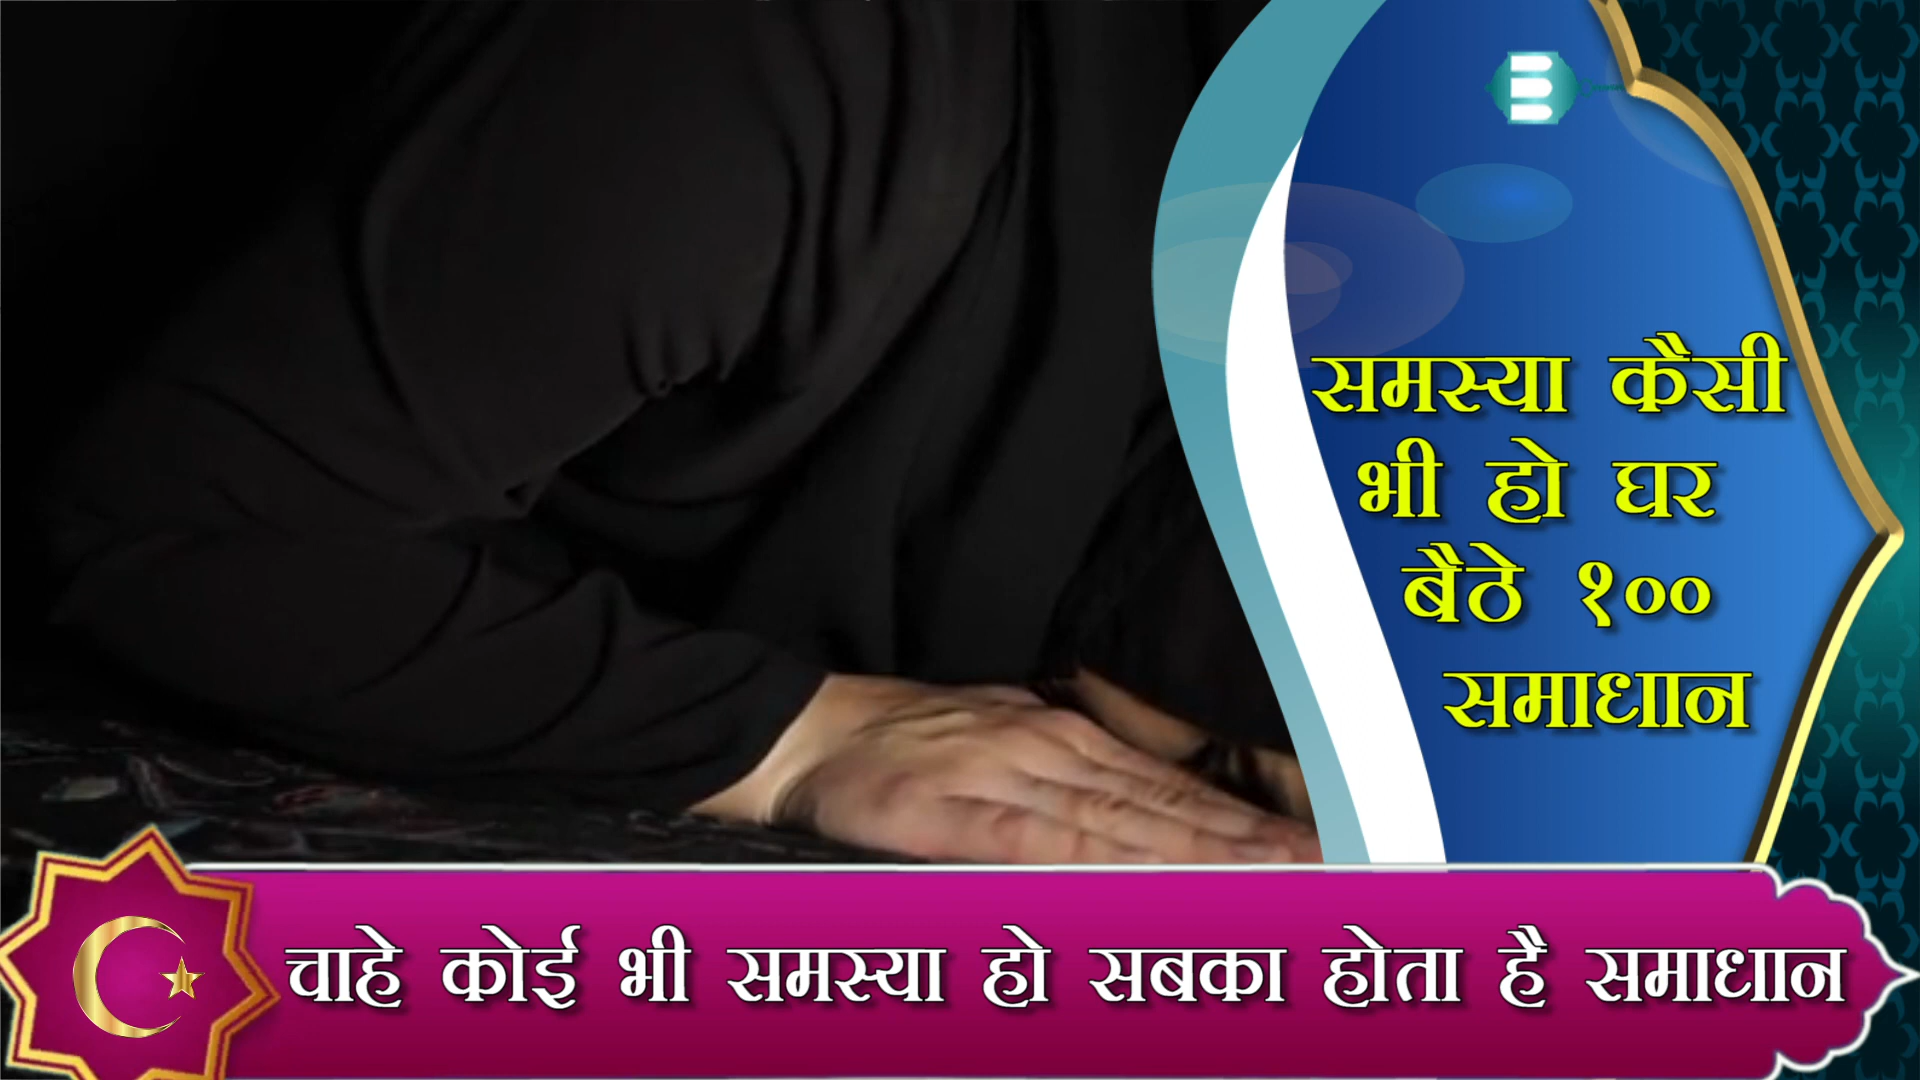 समस्या कैसी
भी हो घर
बैठे १००
समाधान
चाहे कोई भी समस्या हो सबका होता है समाधान